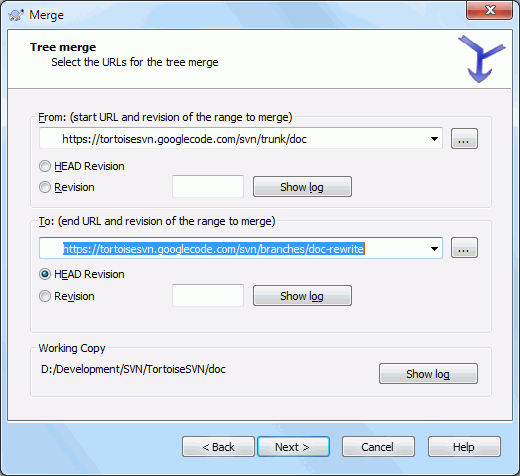 Merge
Tree merge
Select the URLs for the tree merge
From: (start URL and revision of the range to merge)
https://tortoisesvn.googlecode.com/svn/trunk/doc
...
HEAD Revision
Revision
Show log
To: (end URL and revision of the range to merge)
https://tortoisesvn.googlecode.com/svn/branches/doc-rewrite
...
HEAD Revision
Revision
Show log
Working Copy
D:/Development/SVN/TortoiseSVN/doc
Show log
< Back
Next >
Cancel
Help